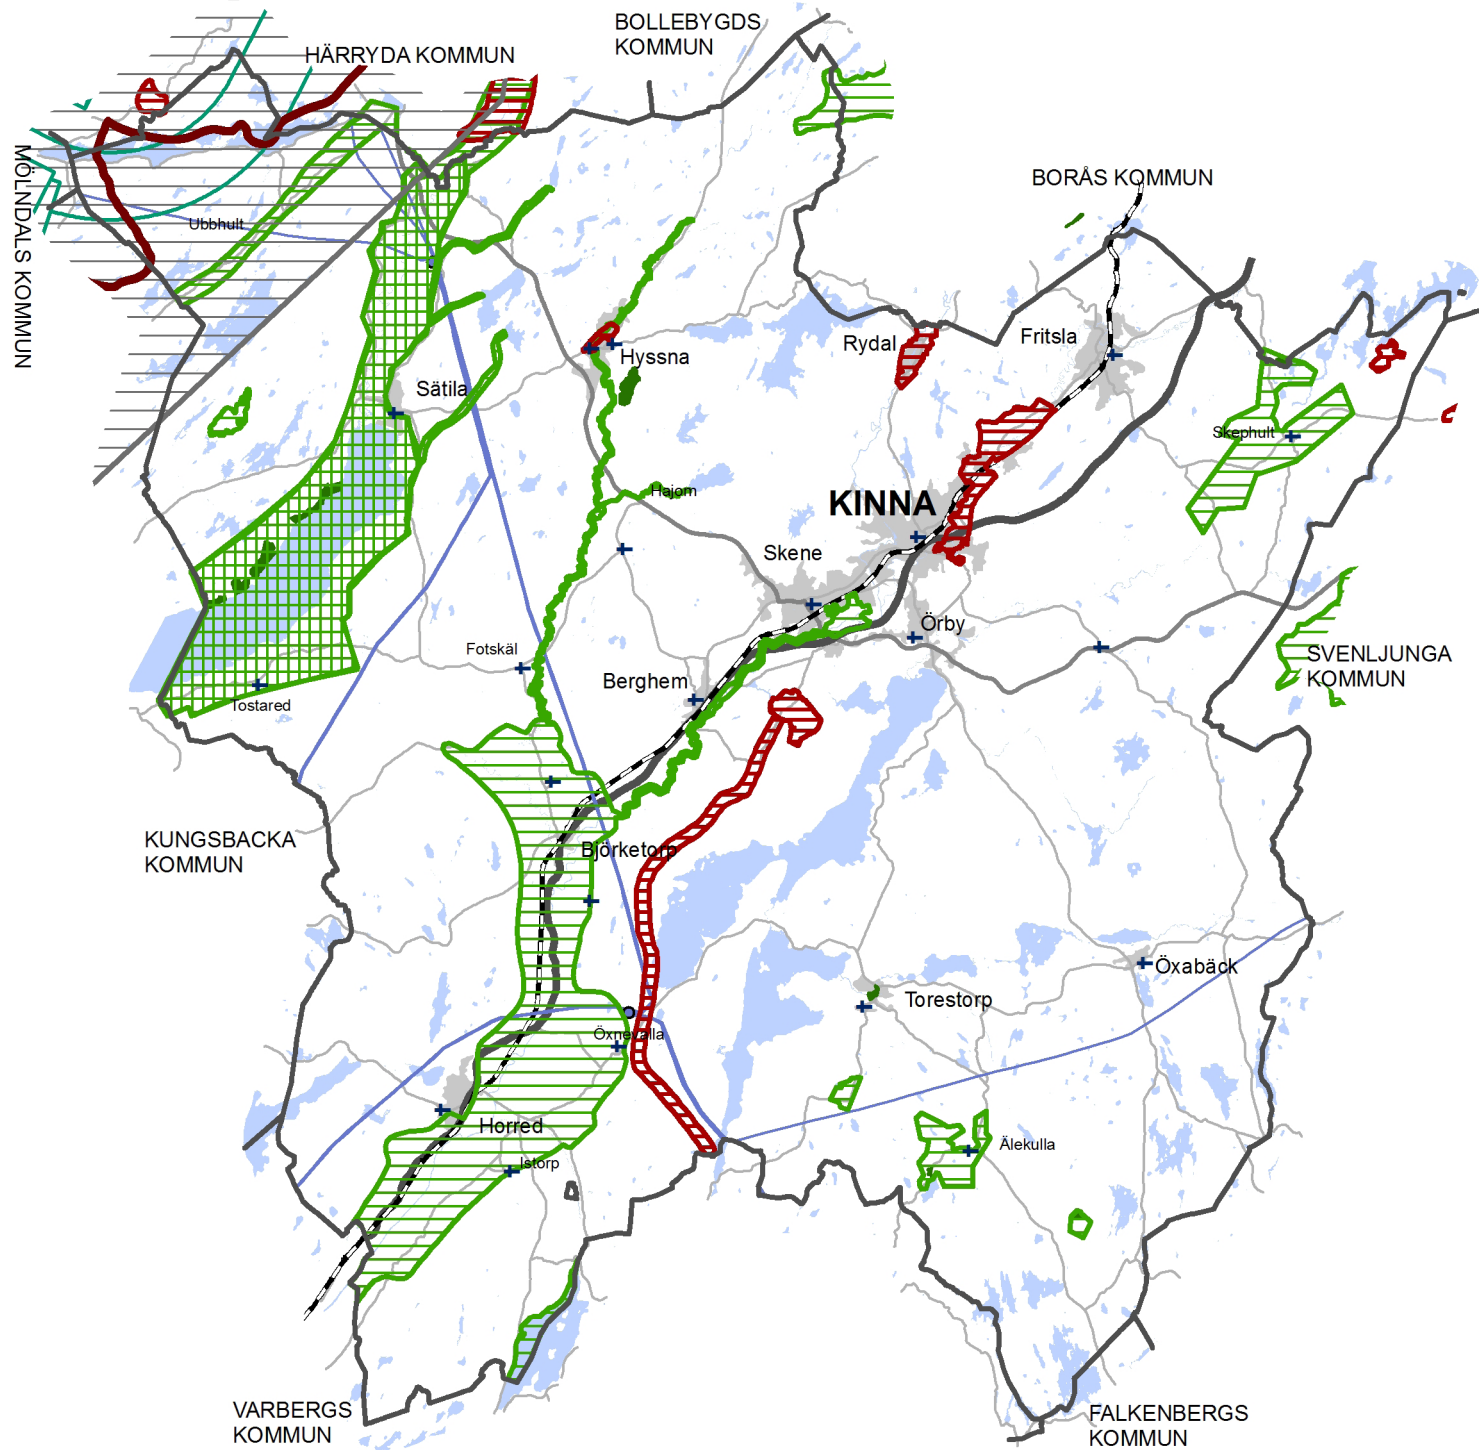 BOLLEBYGDS
KOMMUN
HÄRRYDA KOMMUN
MÖLNDALS KOMMUN
BORÅS KOMMUN
Ubbhult
Hyssna
Rydal
Fritsla
Sätila
Skephult
Hajom
KINNA
Skene
Örby
Fotskäl
SVENLJUNGA
KOMMUN
Berghem
Tostared
KUNGSBACKA
KOMMUN
Björketorp
Öxabäck
Torestorp
Öxnevalla
Horred
Älekulla
Istorp
VARBERGS
KOMMUN
FALKENBERGS
KOMMUN